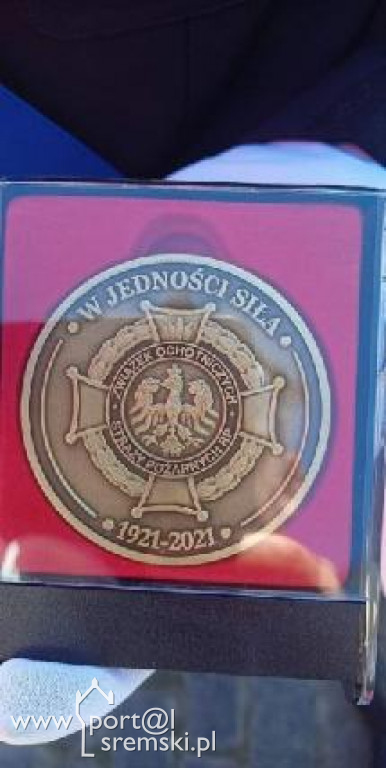 • W JEDNOŚCI SIŁA •
• ZWIĄZEK OCHOTNICZYCH •
STRAŻY POŻARNYCH RP
• 1921-2021 •
www.port@l
sremski.pl